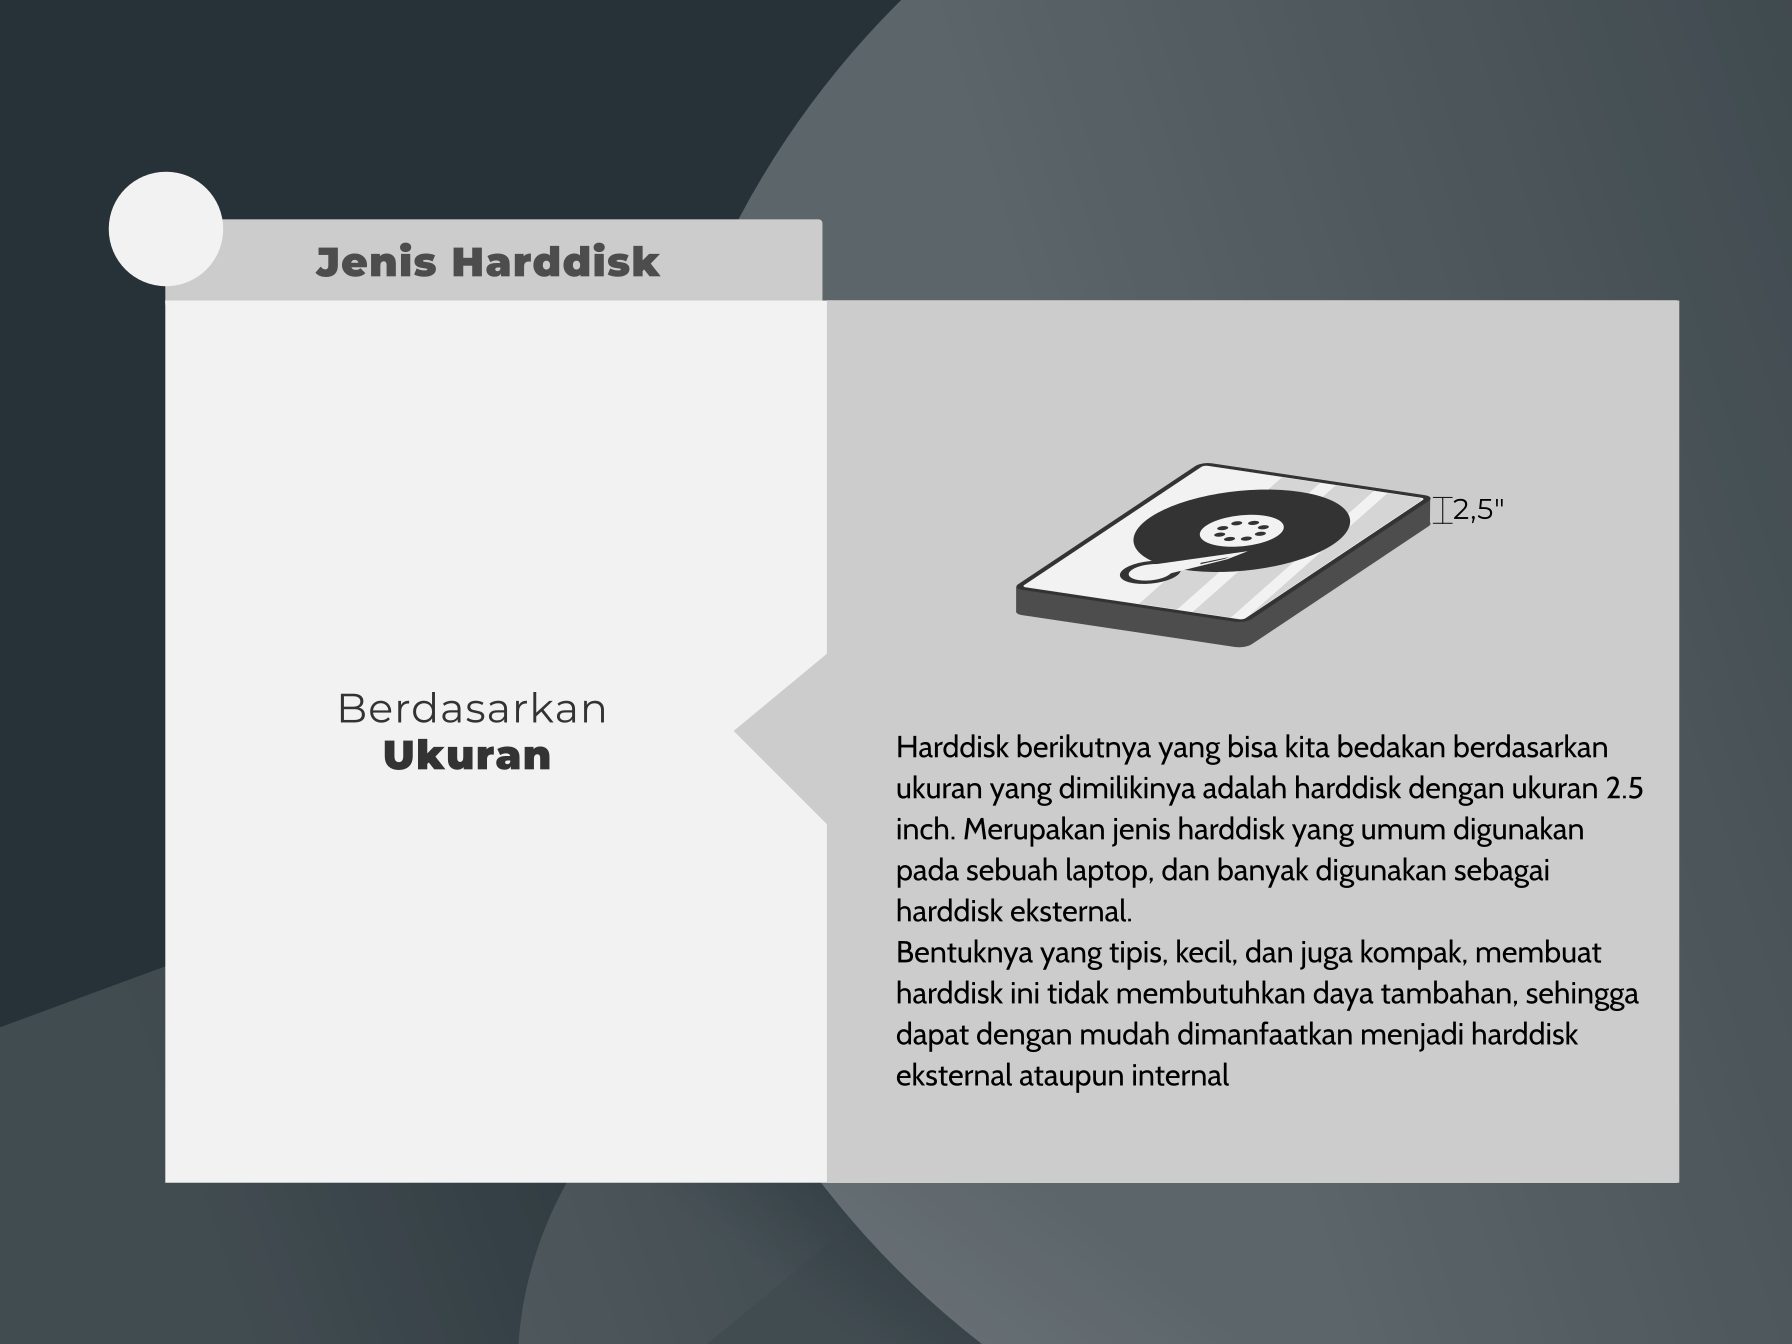 Jenis Harddisk
Berdasarkan
Ukuran
2,5"
Harddisk berikutnya yang bisa kita bedakan berdasarkan
ukuran yang dimilikinya adalah harddisk dengan ukuran 2.5
inch. Merupakan jenis harddisk yang umum digunakan
pada sebuah laptop, dan banyak digunakan sebagai
harddisk eksternal.
Bentuknya yang tipis, kecil, dan juga kompak, membuat
harddisk ini tidak membutuhkan daya tambahan, sehingga
dapat dengan mudah dimanfaatkan menjadi harddisk
eksternal ataupun internal